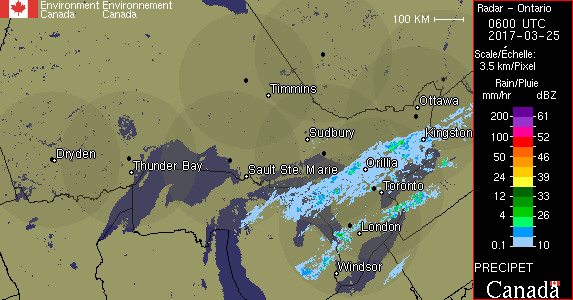 Environment Environnement
Canada Canada
100 KM
Timmins
Ottawa
Sudbury
Kingston
Dryden
Thunder Bay
Sault Ste. Marie
Orillia
Toronto
London
Windsor
Radar - Ontario
0600 UTC
2017-03-25
Scale/Échelle:
3.5 km/Pixel
Rain/Pluie
mm/hr dBZ
200 61
100 52
50 46
24 39
12 33
4 26
0.1 10
PRECIPET
Canada